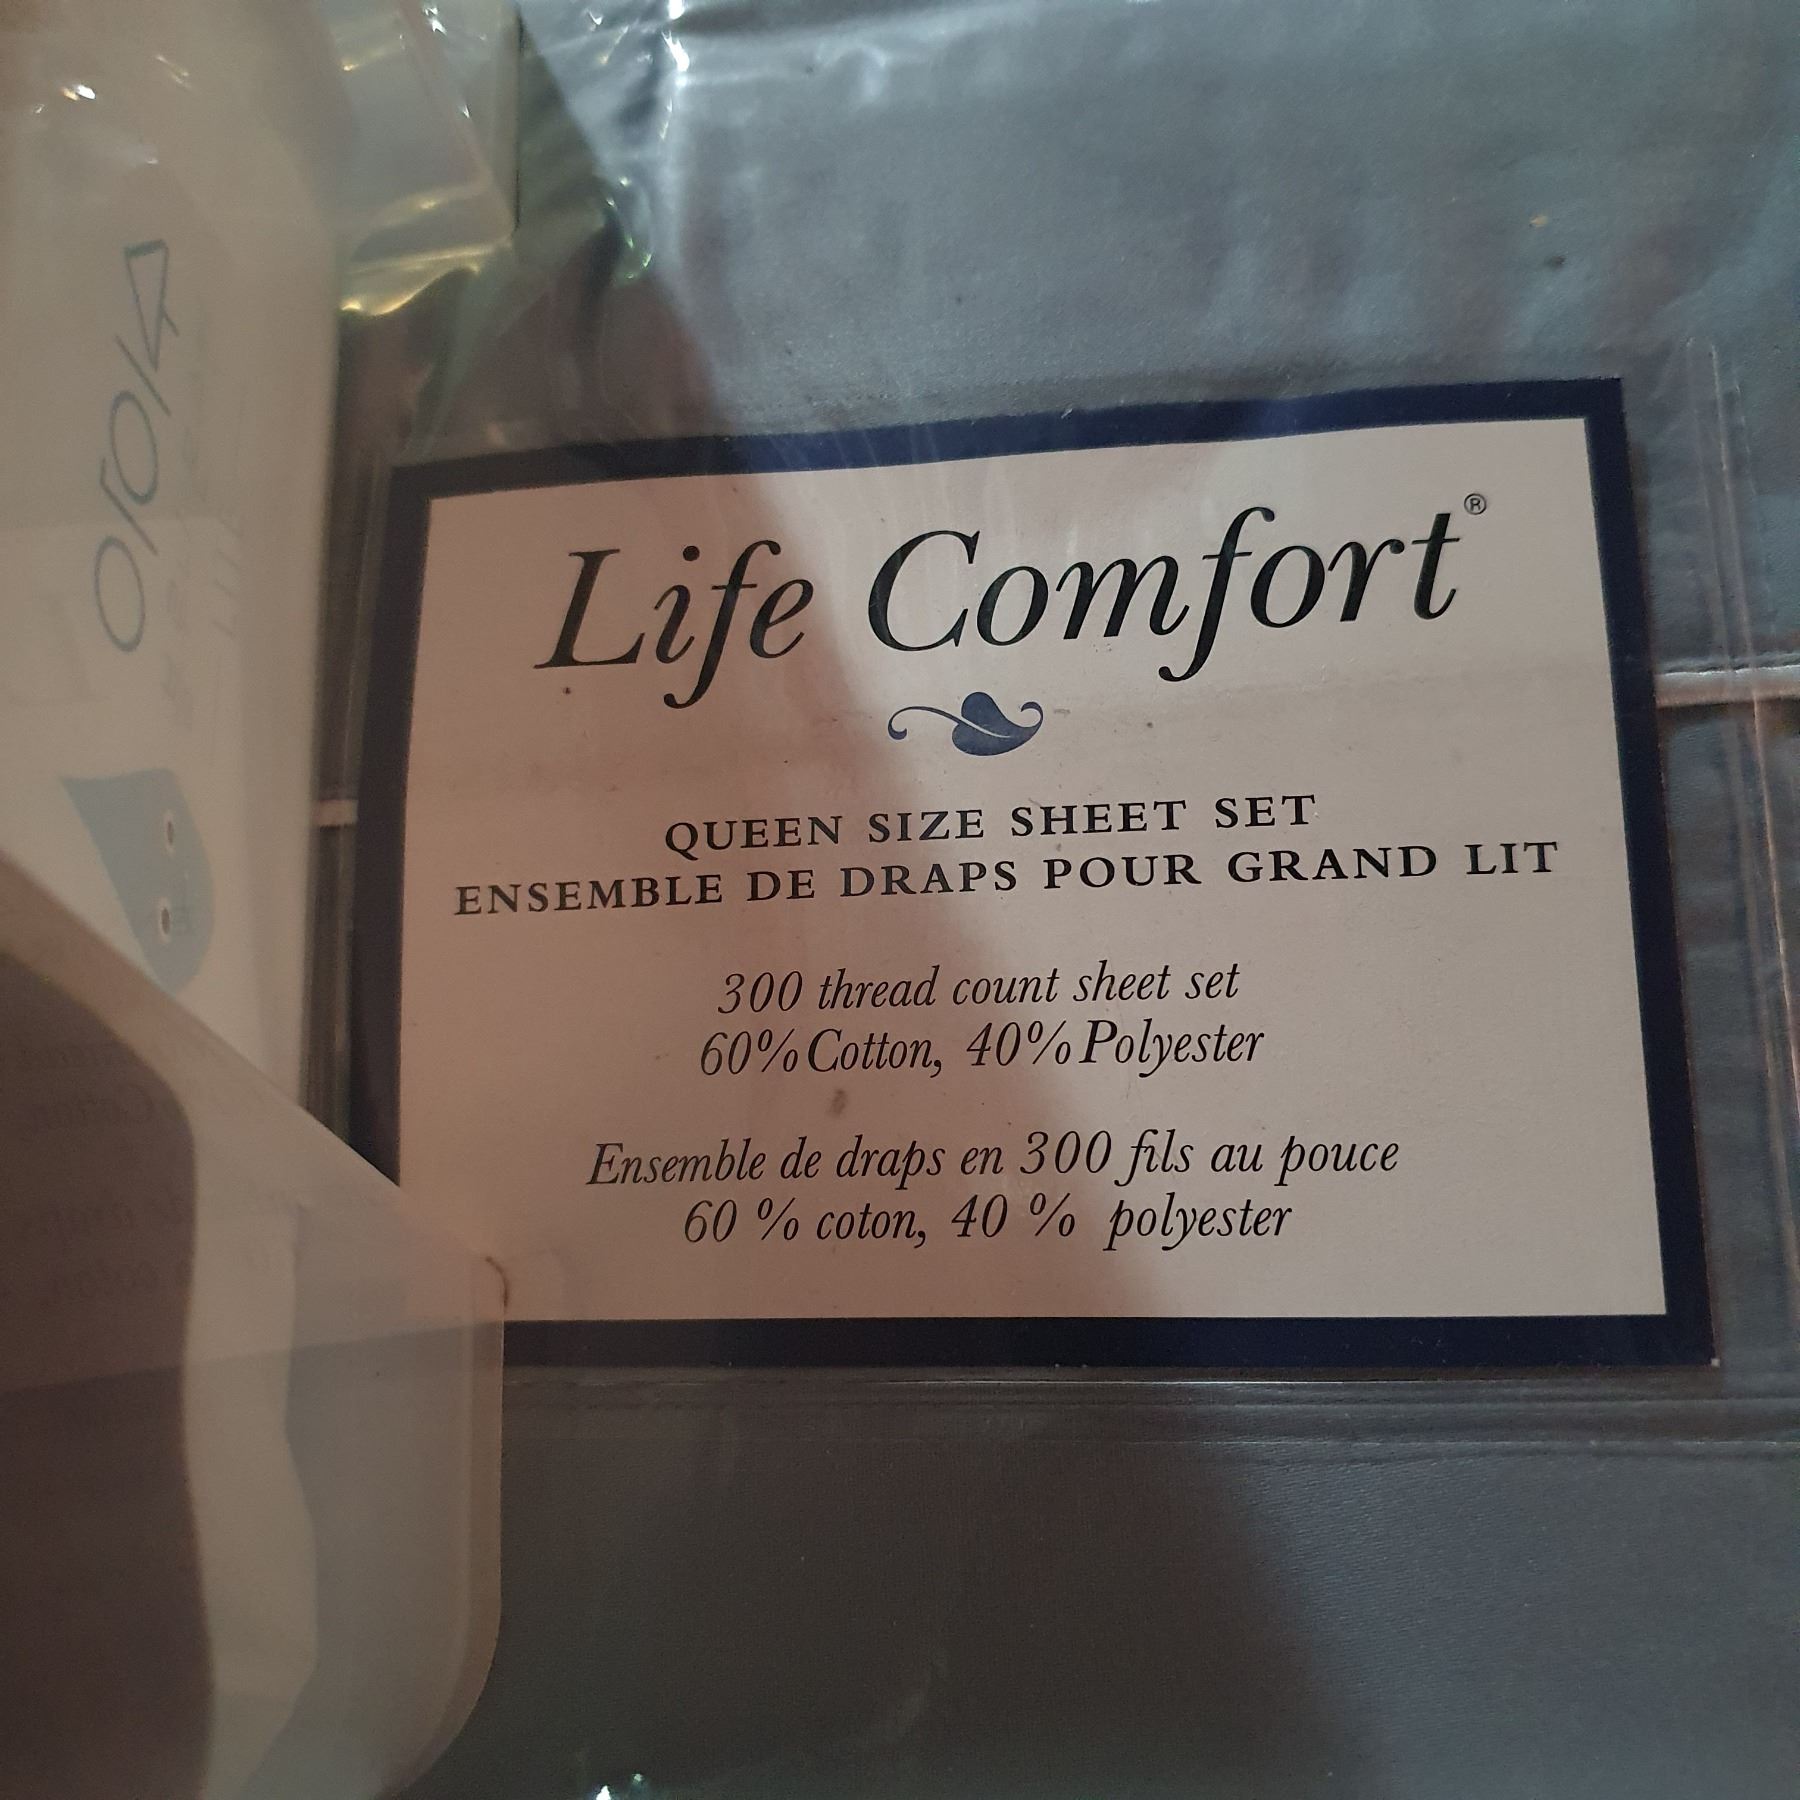 Life Comfort®
QUEEN SIZE SHEET SET
ENSEMBLE DE DRAPS POUR GRAND LIT
300 thread count sheet set
60% Cotton, 40% Polyester
Ensemble de draps en 300 fils au pouce
60 % coton, 40 % polyester